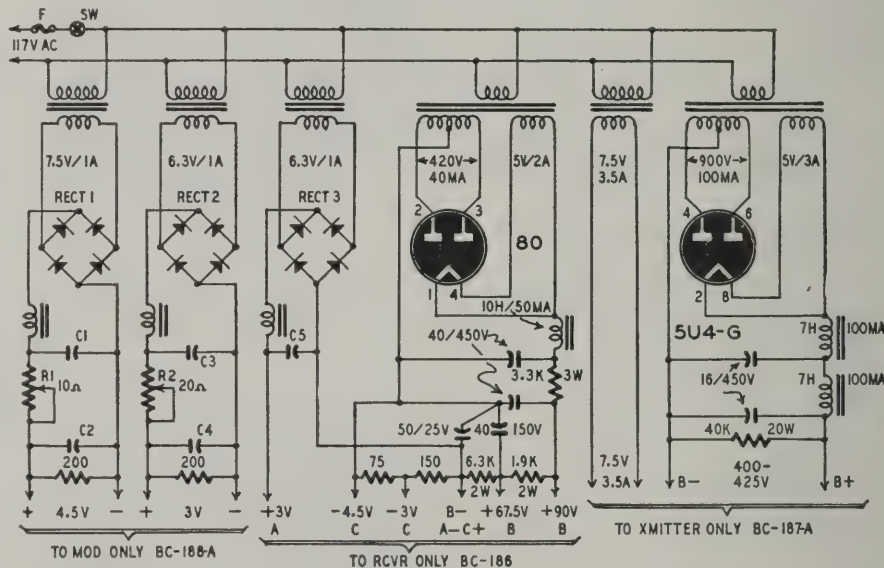 F SW
117V AC
7.5V/1A 6.3V/1A 6.3V/1A 420V 40MA 5V/2A 7.5V 3.5A 900V 100MA 5V/3A
RECT 1 RECT 2 RECT 3
2 3 80 4 6
1 4 2 8
10H/50MA 5U4-G 7H 100MA
C1 C3 C5 40/450V 3.3K 3W 16/450V 7H 100MA
R1 10Ω R2 20Ω
50/25V 40 150V 40K 20W
C2 C4
200 200 75 150 6.3K 2W 1.9K 2W 7.5V 3.5A B- 400-425V B+
+ 4.5V - + 3V - +3V -4.5V -3V B- +67.5V +90V
A C C A-C+ B B
TO MOD ONLY BC-188-A TO RCVR ONLY BC-186 TO XMITTER ONLY BC-187-A